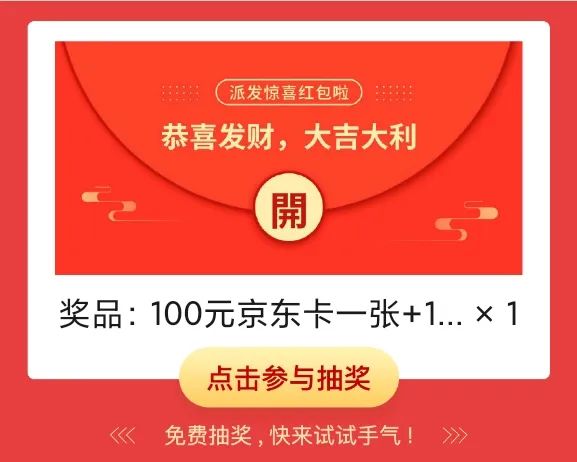 派发惊喜红包啦
恭喜发财，大吉大利
開
奖品：100元京东卡一张+1... × 1
点击参与抽奖
免费抽奖，快来试试手气！